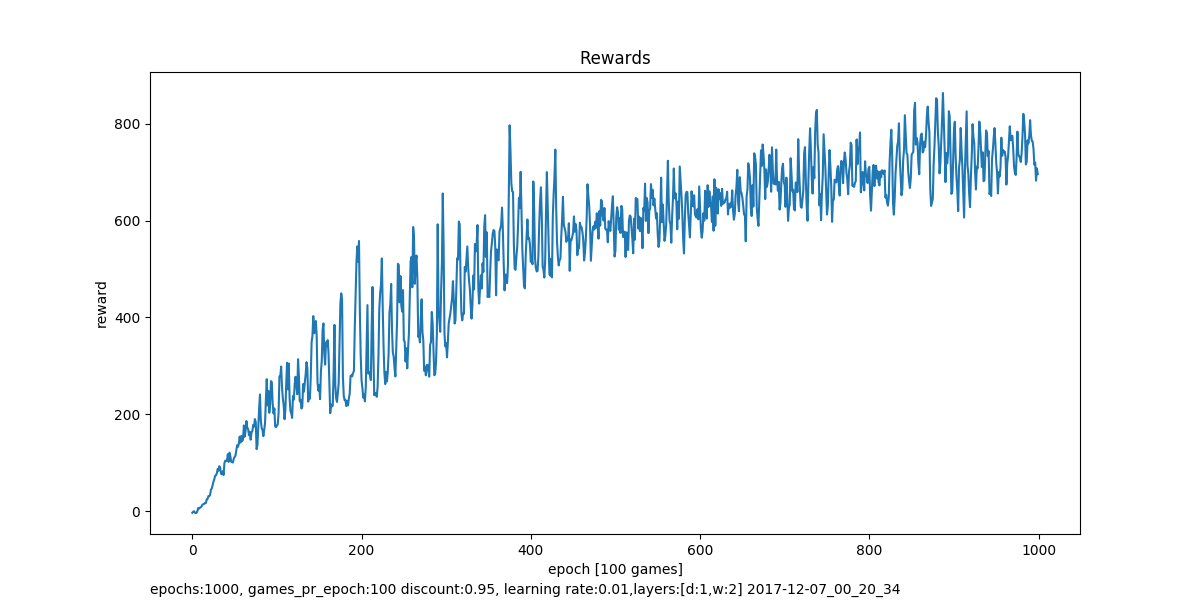 Rewards
800
600
400
200
0
reward
0 200 400 600 800 1000
epoch [100 games]
epochs:1000, games_pr_epoch:100 discount:0.95, learning rate:0.01,layers:[d:1,w:2] 2017-12-07_00_20_34